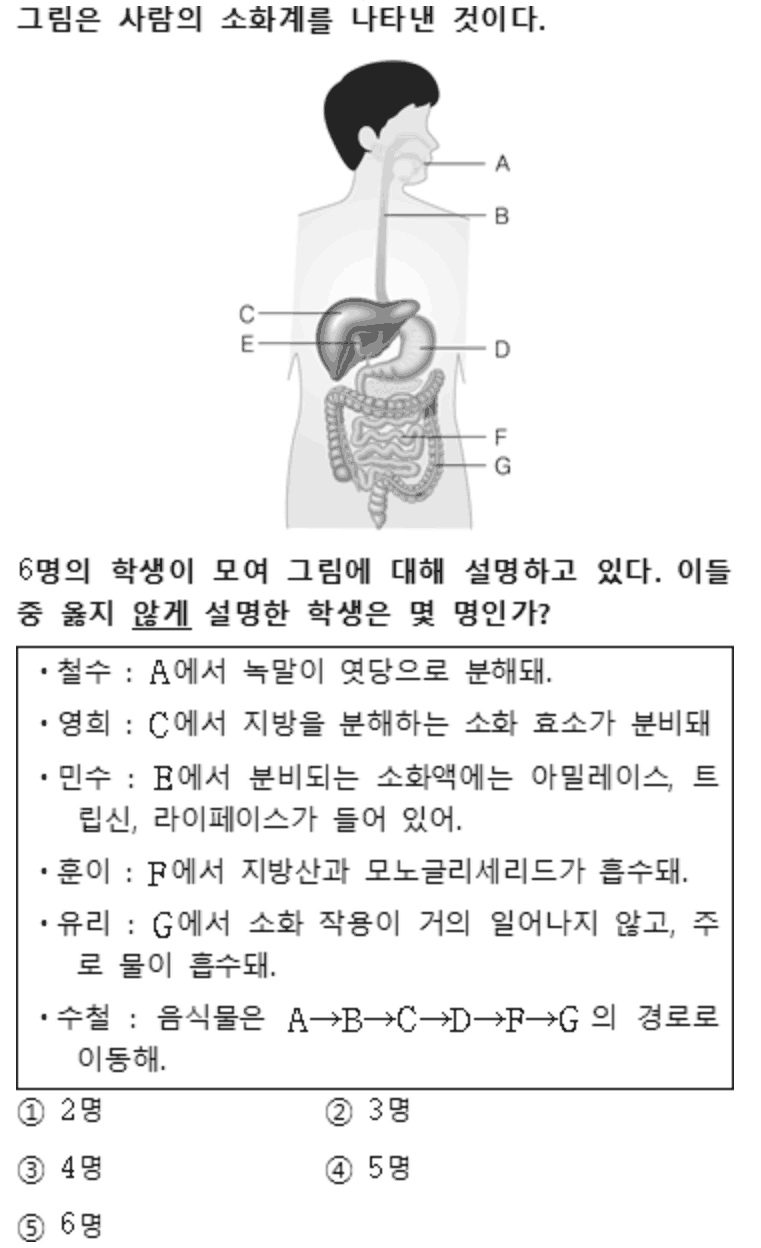 그림은 사람의 소화계를 나타낸 것이다.
A
B
C
E
D
F
G
6명의 학생이 모여 그림에 대해 설명하고 있다. 이들
중 옳지 않게 설명한 학생은 몇 명인가?
·철수 : A에서 녹말이 엿당으로 분해돼.
·영희 : C에서 지방을 분해하는 소화 효소가 분비돼
·민수 : E에서 분비되는 소화액에는 아밀레이스, 트
립신, 라이페이스가 들어 있어.
·훈이 : F에서 지방산과 모노글리세리드가 흡수돼.
·유리 : G에서 소화 작용이 거의 일어나지 않고, 주
로 물이 흡수돼.
·수철 : 음식물은 A→B→C→D→F→G 의 경로로
이동해.
① 2명 ② 3명
③ 4명 ④ 5명
⑤ 6명